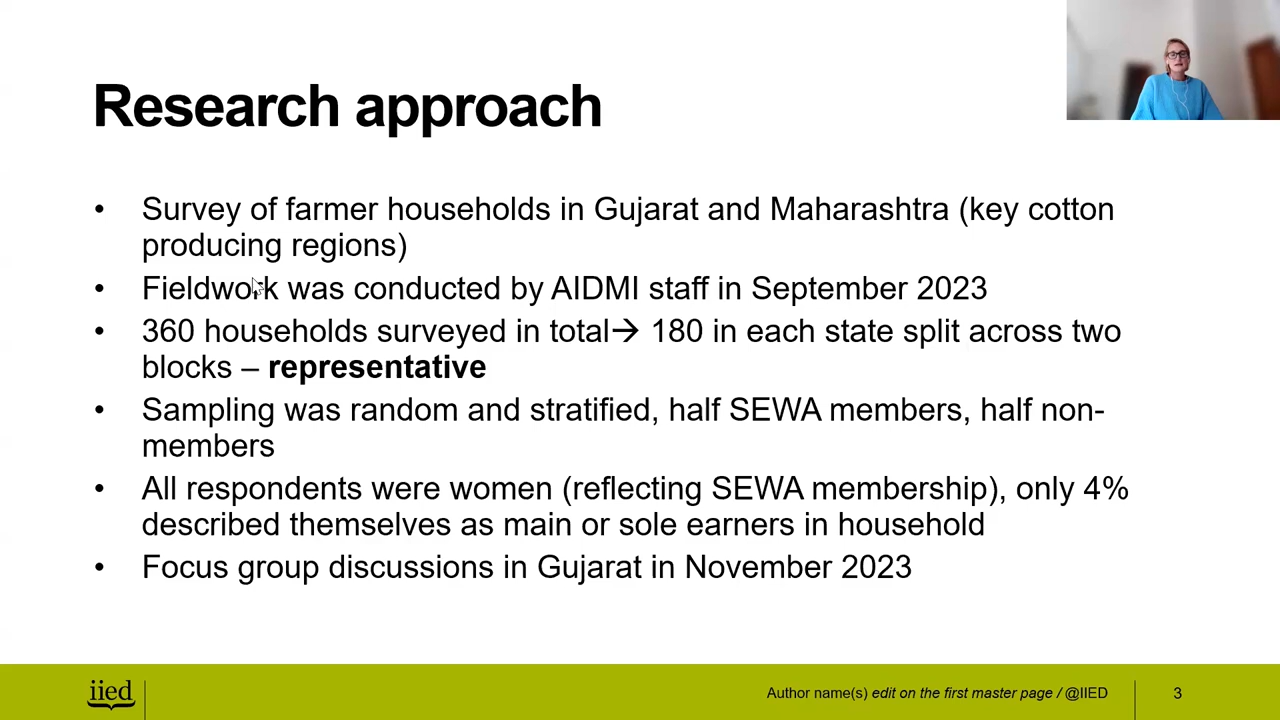 Research approach
• Survey of farmer households in Gujarat and Maharashtra (key cotton
producing regions)
• Fieldwork was conducted by AIDMI staff in September 2023
• 360 households surveyed in total→ 180 in each state split across two
blocks – representative
• Sampling was random and stratified, half SEWA members, half non-
members
• All respondents were women (reflecting SEWA membership), only 4%
described themselves as main or sole earners in household
• Focus group discussions in Gujarat in November 2023
iied
Author name(s) edit on the first master page / @IIED
3